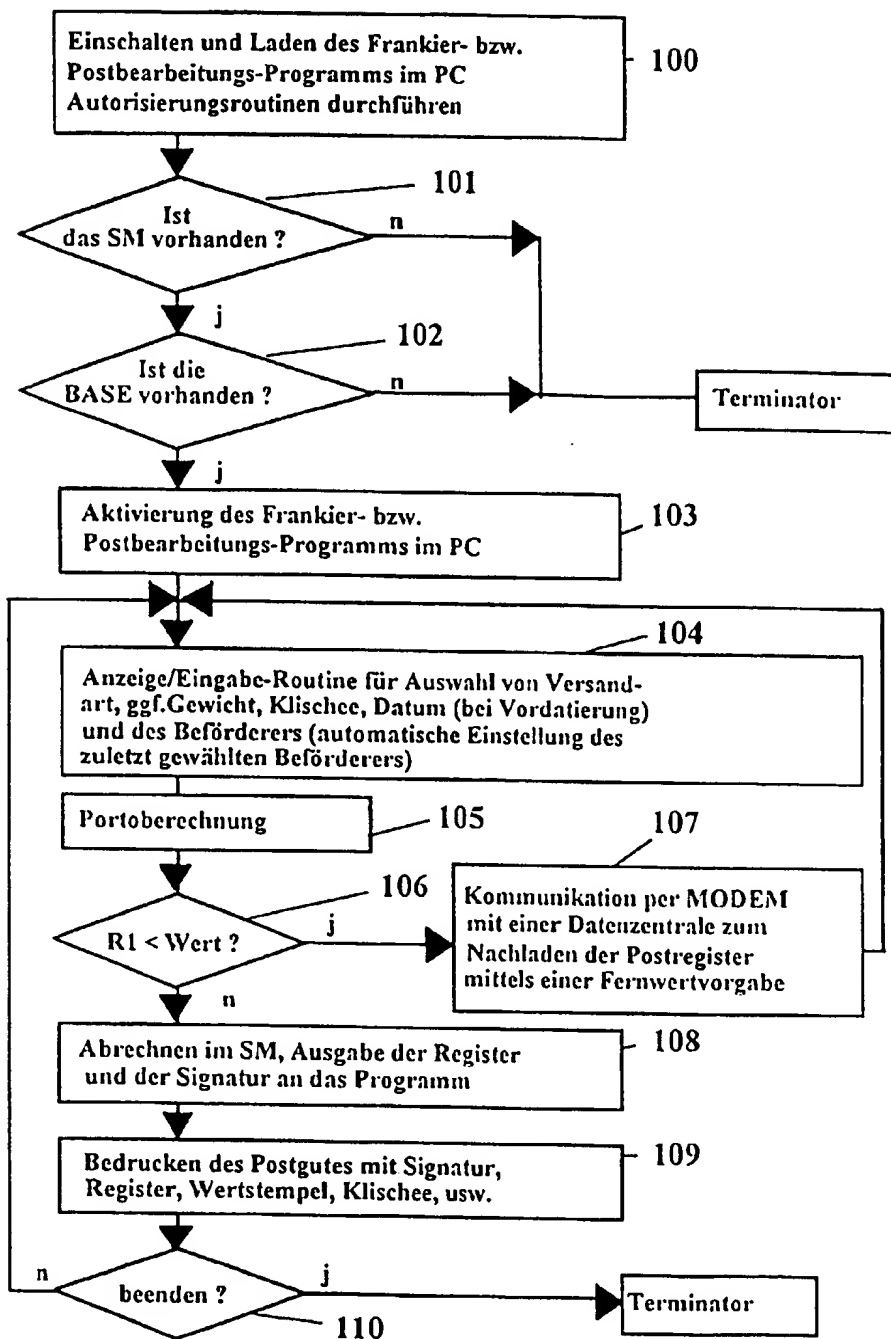 Einschalten und Laden des Frankier- bzw.
Postbearbeitungs-Programms im PC
Autorisierungsroutinen durchführen
100
101
Ist
das SM vorhanden ?
n
j
102
Ist die
BASE vorhanden ?
n
Terminator
j
Aktivierung des Frankier- bzw.
Postbearbeitungs-Programms im PC
103
104
Anzeige/Eingabe-Routine für Auswahl von Versand-
art, ggf.Gewicht, Klischee, Datum (bei Vordatierung)
und des Beförderers (automatische Einstellung des
zuletzt gewählten Beförderers)
Portoberechnung
105
107
106
R1 < Wert ?
j
Kommunikation per MODEM
mit einer Datenzentrale zum
Nachladen der Postregister
mittels einer Fernwertvorgabe
n
Abrechnen im SM, Ausgabe der Register
und der Signatur an das Programm
108
Bedrucken des Postgutes mit Signatur,
Register, Wertstempel, Klischee, usw.
109
n
beenden ?
j
Terminator
110